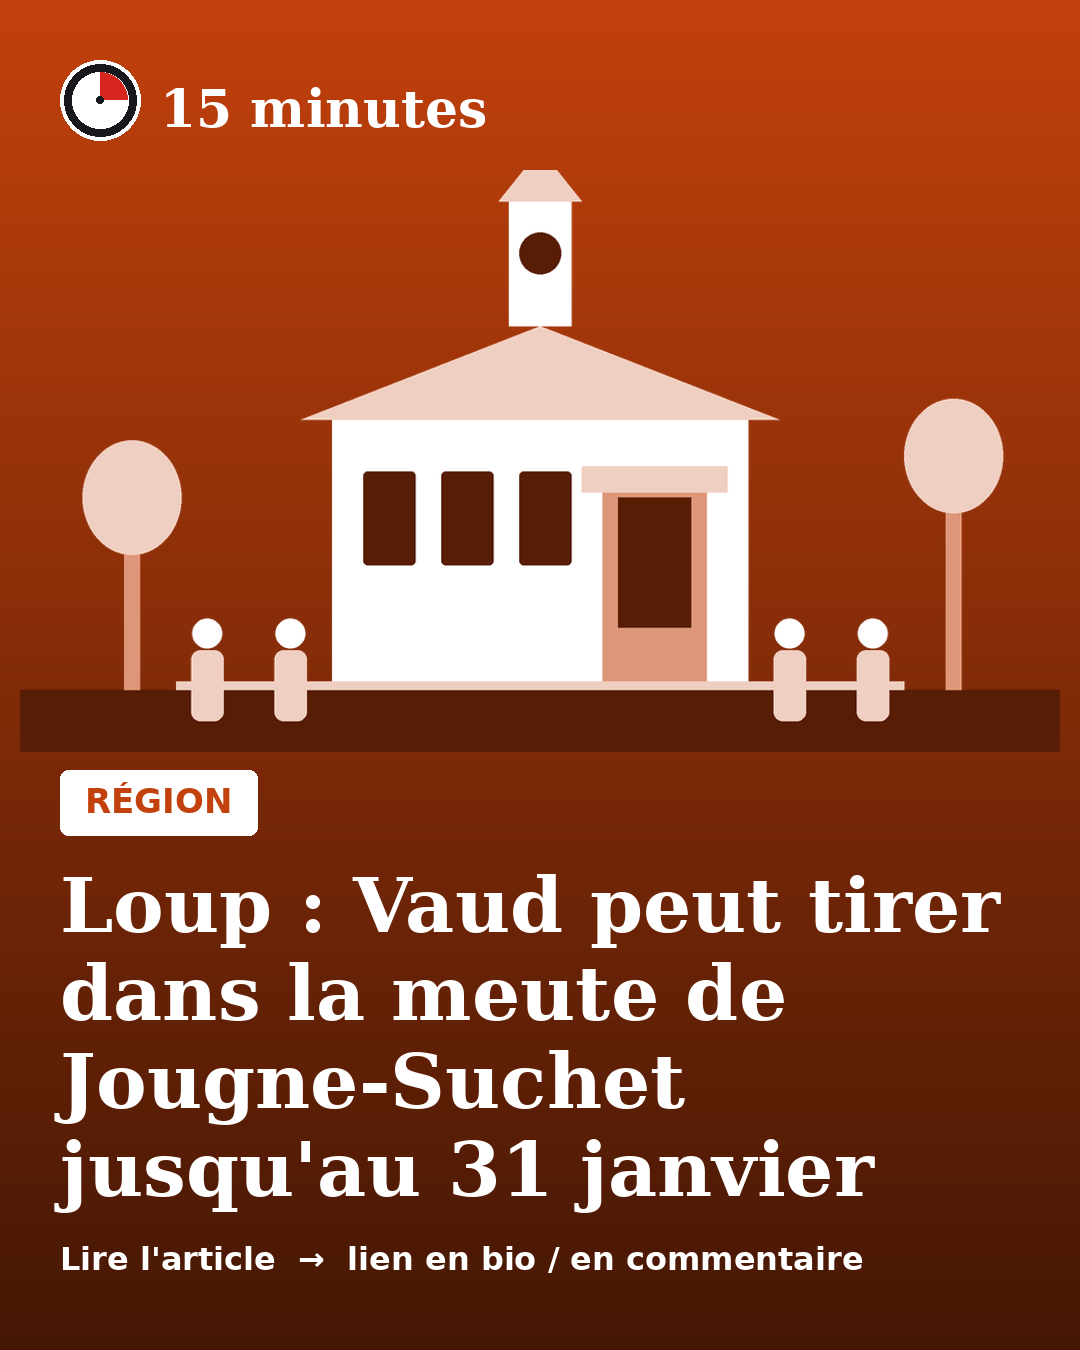 15 minutes
RÉGION
Loup : Vaud peut tirer
dans la meute de
Jougne-Suchet
jusqu'au 31 janvier
Lire l'article → lien en bio / en commentaire